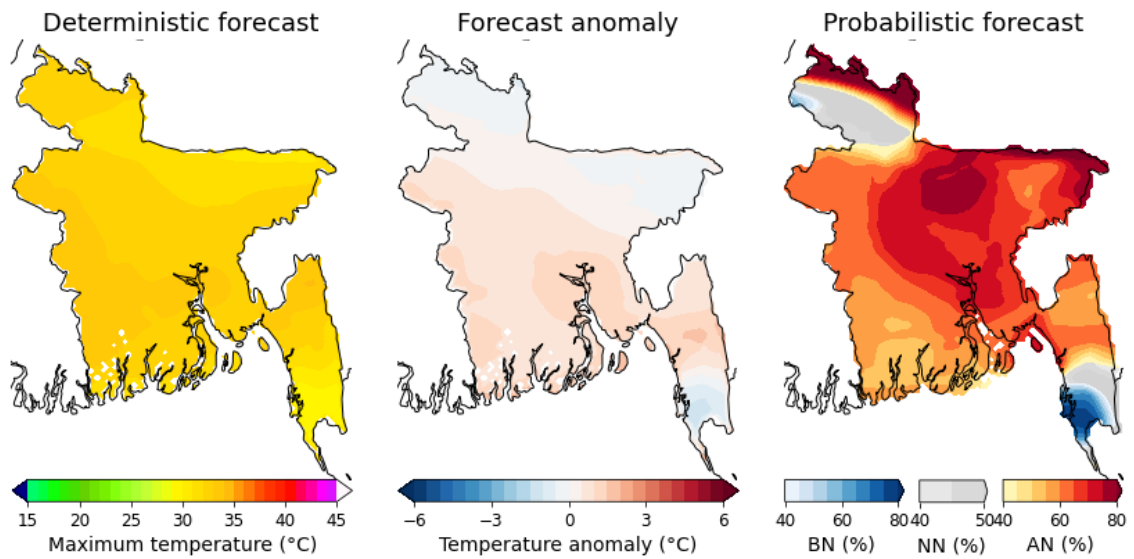 Deterministic forecast
Forecast anomaly
Probabilistic forecast
15 20 25 30 35 40 45
Maximum temperature (°C)
−6 −3 0 3 6
Temperature anomaly (°C)
40 60 80
BN (%)
40 50
NN (%)
40 60 80
AN (%)